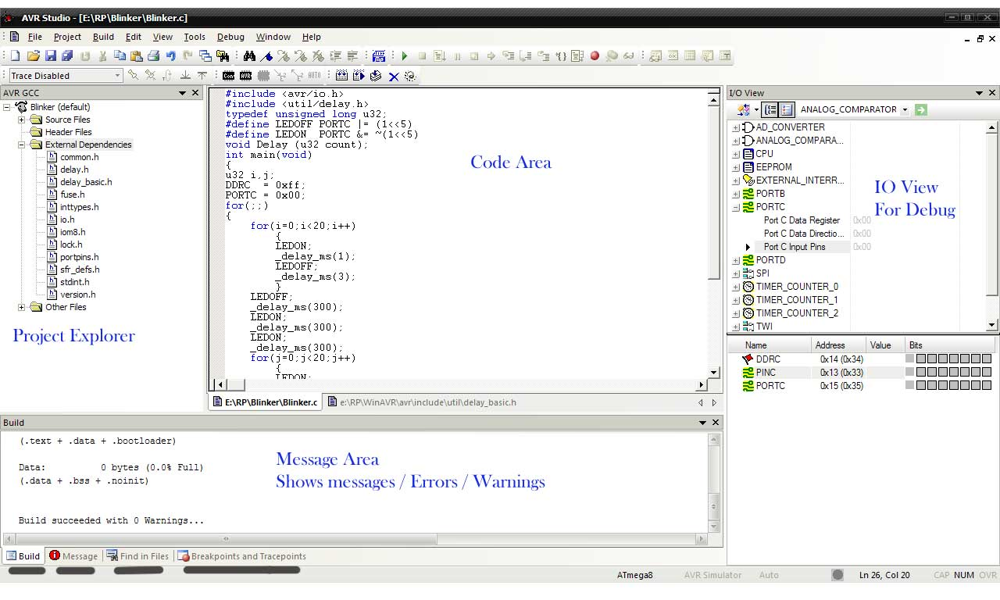 AVR Studio - [E:\RP\Blinker\Blinker.c]
File Project Build Edit View Tools Debug Window Help
Trace Disabled
Con AVR AUTO
AVR GCC
Blinker (default)
Source Files
Header Files
External Dependencies
common.h
delay.h
delay_basic.h
fuse.h
inttypes.h
io.h
iom8.h
lock.h
portpins.h
sfr_defs.h
stdint.h
version.h
Other Files
Project Explorer
#include <avr/io.h>
#include <util/delay.h>
typedef unsigned long u32;
#define LEDOFF PORTC |= (1<<5)
#define LEDON  PORTC &= ~(1<<5)
void Delay (u32 count);
int main(void)
{
u32 i,j;
DDRC  = 0xff;
PORTC = 0x00;
for(;;)
{
    for(i=0;i<20;i++)
        {
        LEDON;
        _delay_ms(1);
        LEDOFF;
        _delay_ms(3);
        }
    LEDOFF;
    _delay_ms(300);
    LEDON;
    _delay_ms(300);
    LEDON;
    _delay_ms(300);
    for(j=0;j<20;j++)
        {
        LEDON;
Code Area
E:\RP\Blinker\Blinker.c e:\RP\WinAVR\avr\include\util\delay_basic.h
I/O View
ANALOG_COMPARATOR
AD_CONVERTER
ANALOG_COMPARA...
CPU
EEPROM
EXTERNAL_INTERR...
PORTB
PORTC
Port C Data Register 0x00
Port C Data Directio... 0x00
Port C Input Pins 0x00
PORTD
SPI
TIMER_COUNTER_0
TIMER_COUNTER_1
TIMER_COUNTER_2
TWI
IO View
For Debug
Name Address Value Bits
DDRC 0x14 (0x34)
PINC 0x13 (0x33)
PORTC 0x15 (0x35)
Build
(.text + .data + .bootloader)
Data: 0 bytes (0.0% Full)
(.data + .bss + .noinit)
Build succeeded with 0 Warnings...
Message Area
Shows messages / Errors / Warnings
Build Message Find in Files Breakpoints and Tracepoints
ATmega8 AVR Simulator Auto Ln 26, Col 20 CAP NUM OVR